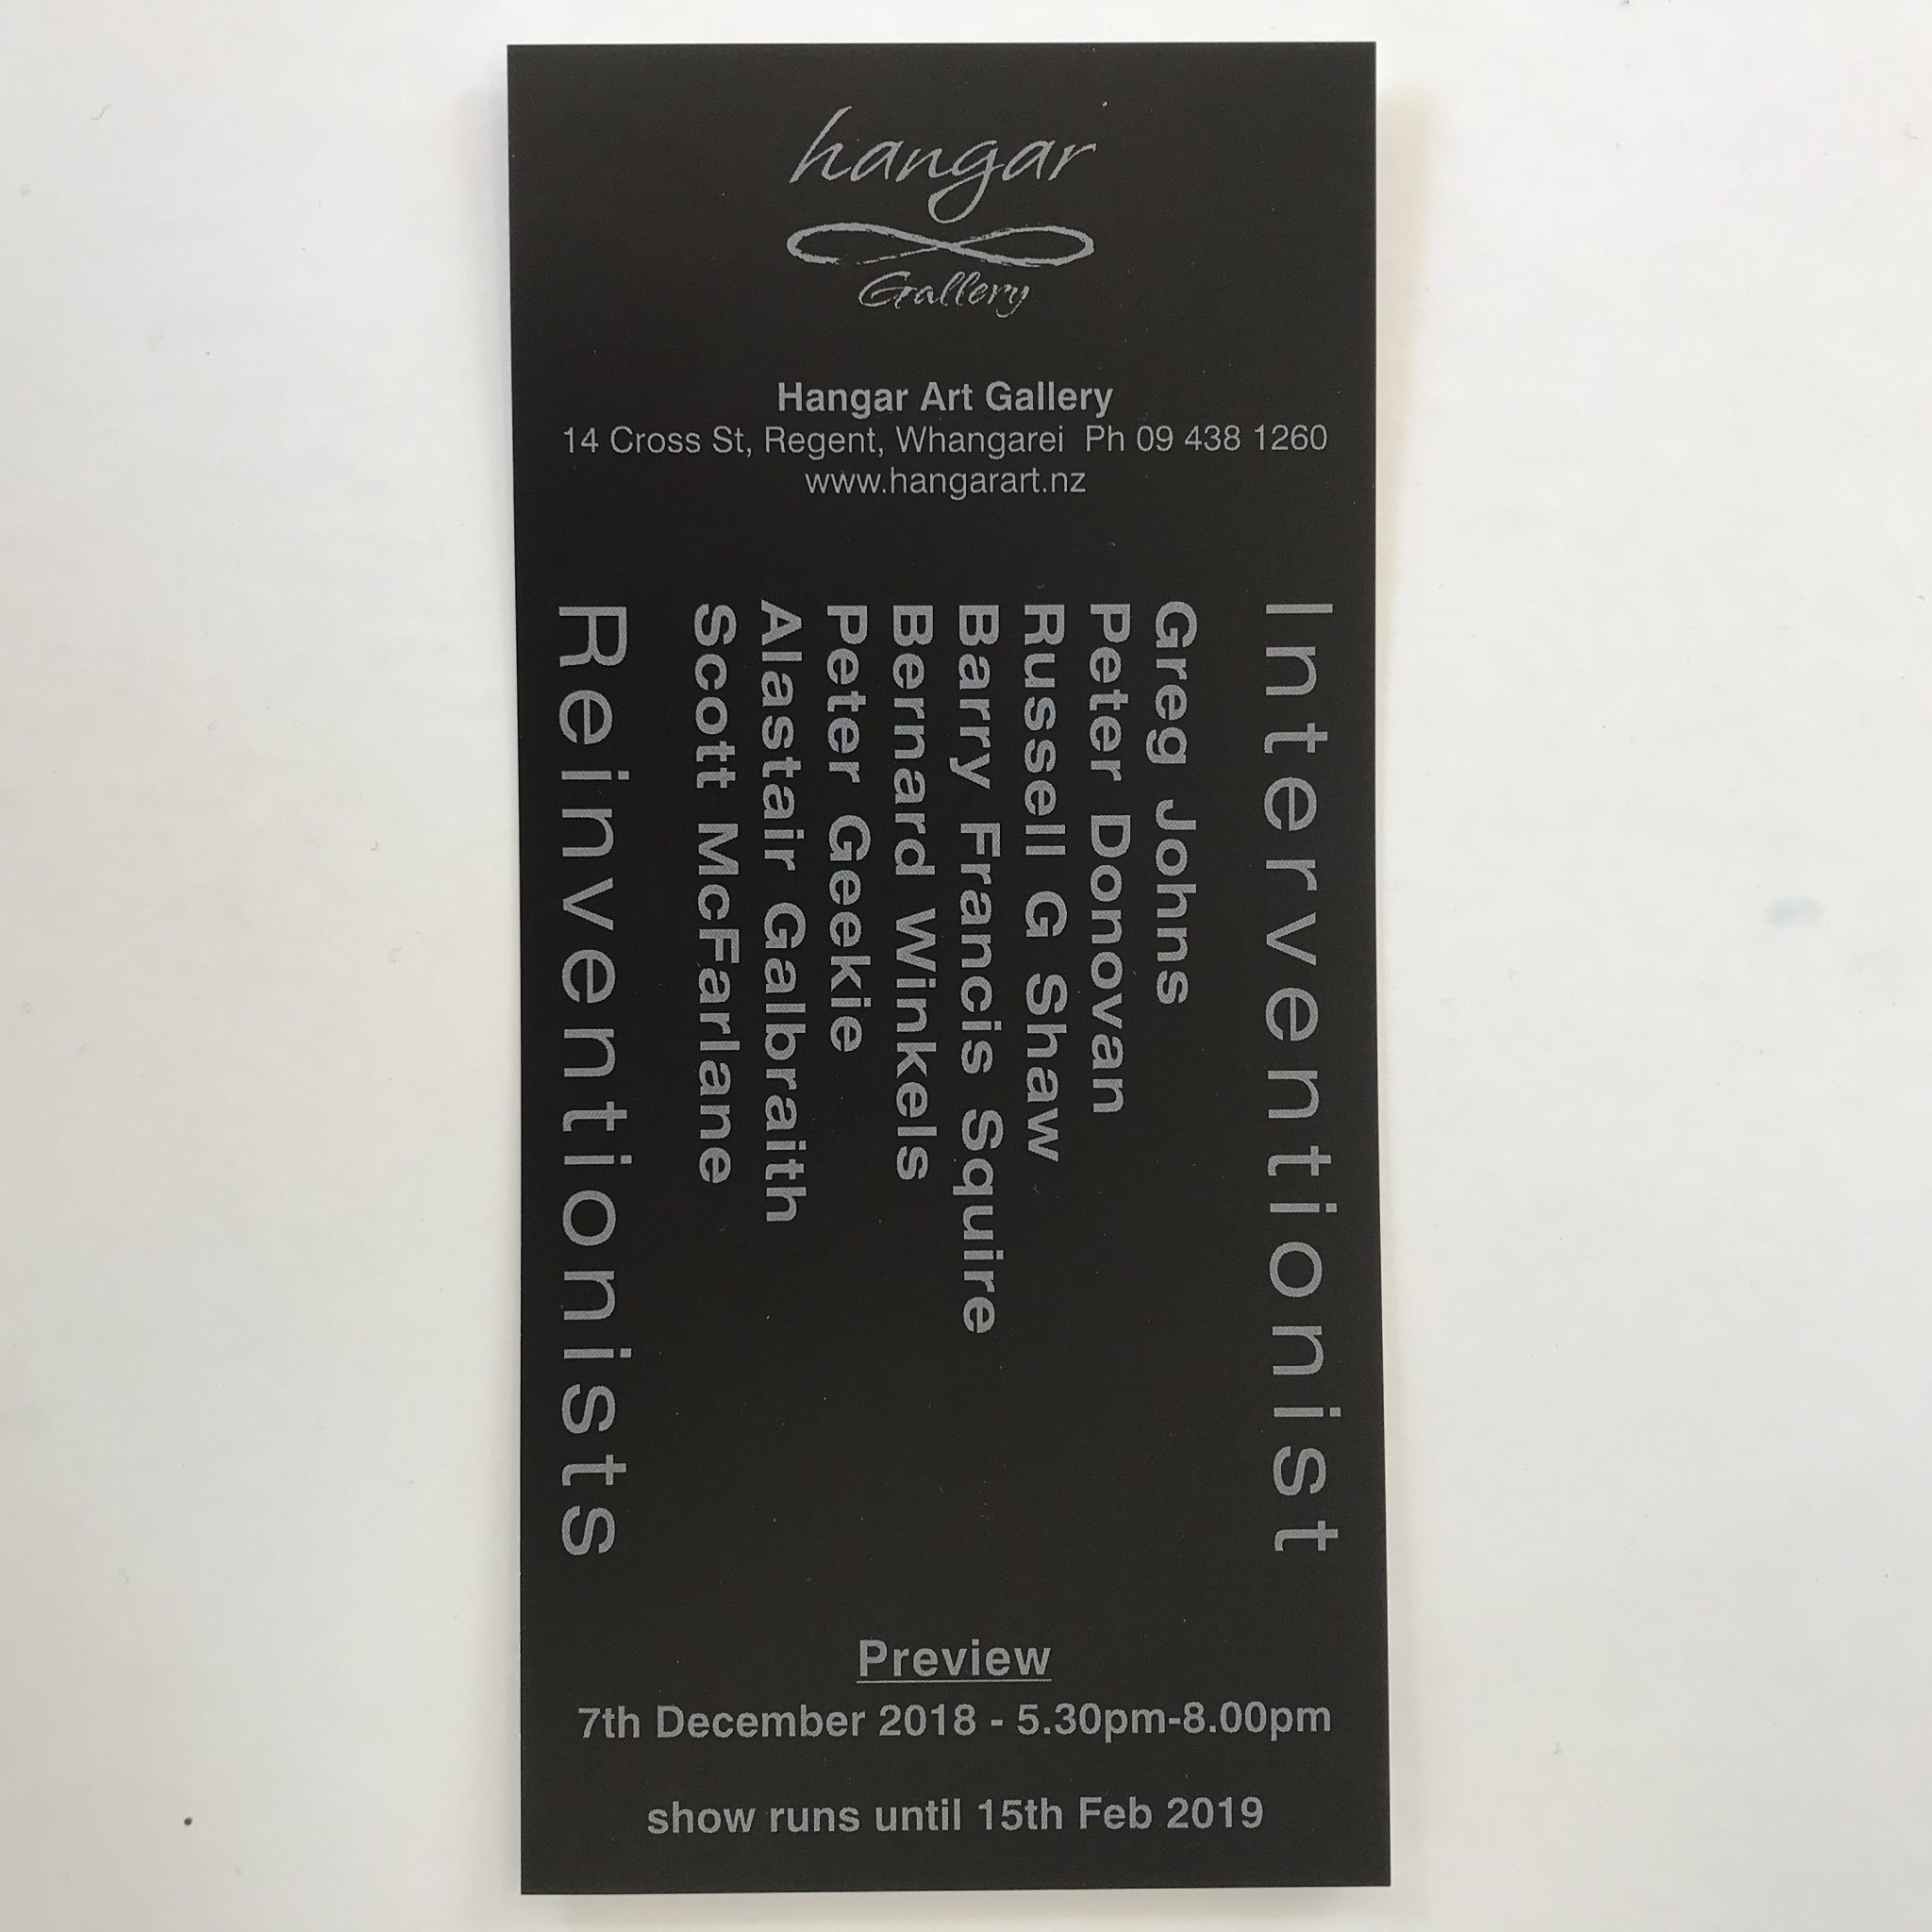 hangar
Gallery
Hangar Art Gallery
14 Cross St, Regent, Whangarei Ph 09 438 1260
www.hangarart.nz
Interventionist
Greg Johns
Peter Donovan
Russell G Shaw
Barry Francis Squire
Bernard Winkels
Peter Geekie
Alastair Galbraith
Scott McFarlane
Reinventionists
Preview
7th December 2018 - 5.30pm-8.00pm
show runs until 15th Feb 2019